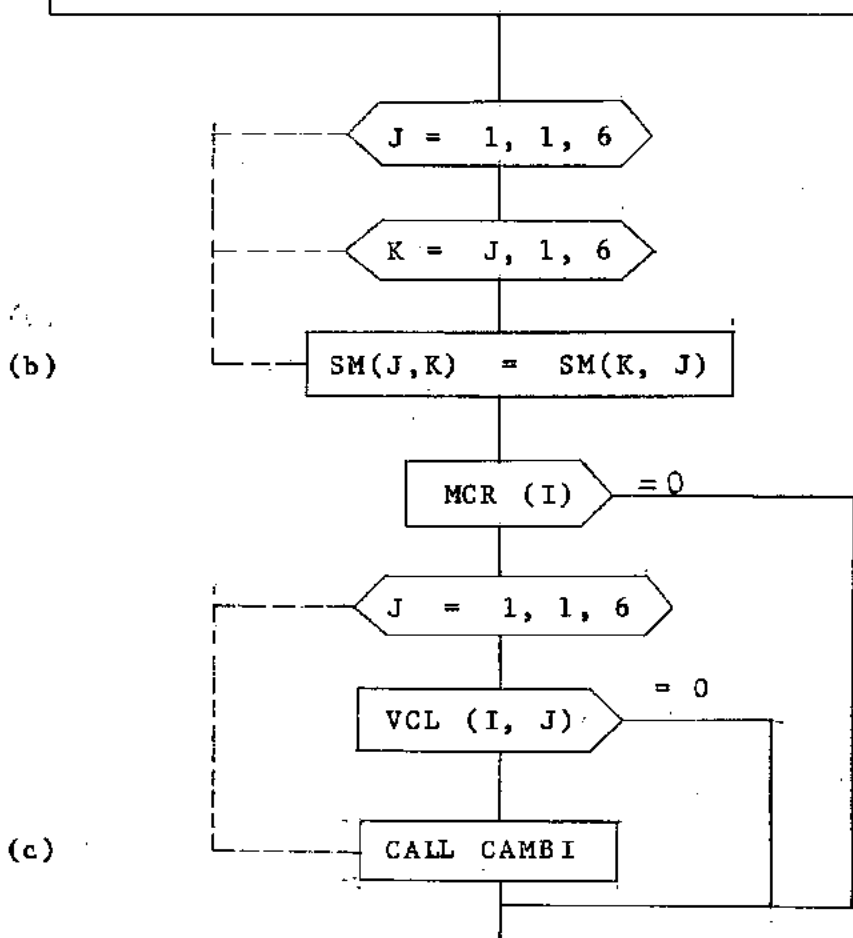 J = 1, 1, 6
K = J, 1, 6
(b)
SM(J,K) = SM(K, J)
MCR (I)
=0
J = 1, 1, 6
= 0
VCL (I, J)
(c)
CALL CAMBI